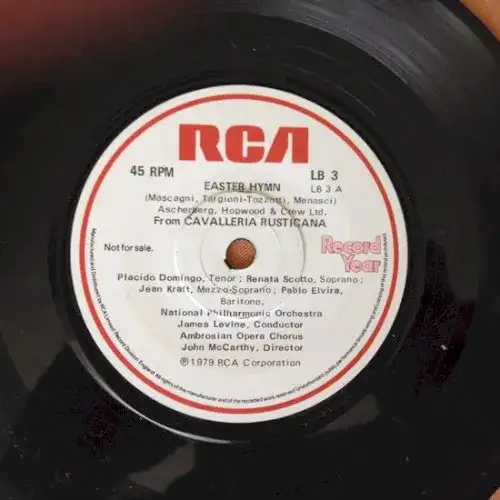 RCA
45 RPM
LB 3
EASTER HYMN
LB 3 A
(Mascagni, Targioni-Tozzetti, Menasci)
Ascherberg, Hopwood & Crew Ltd.
From CAVALLERIA RUSTICANA
Not for sale.
Record
Year
Placido Domingo, Tenor; Renata Scotto, Soprano;
Jean Kraft, Mezzo-Soprano; Pablo Elvira,
Baritone,
National Philharmonic Orchestra
James Levine, Conductor
Ambrosian Opera Chorus
John McCarthy, Director
℗ 1979 RCA Corporation